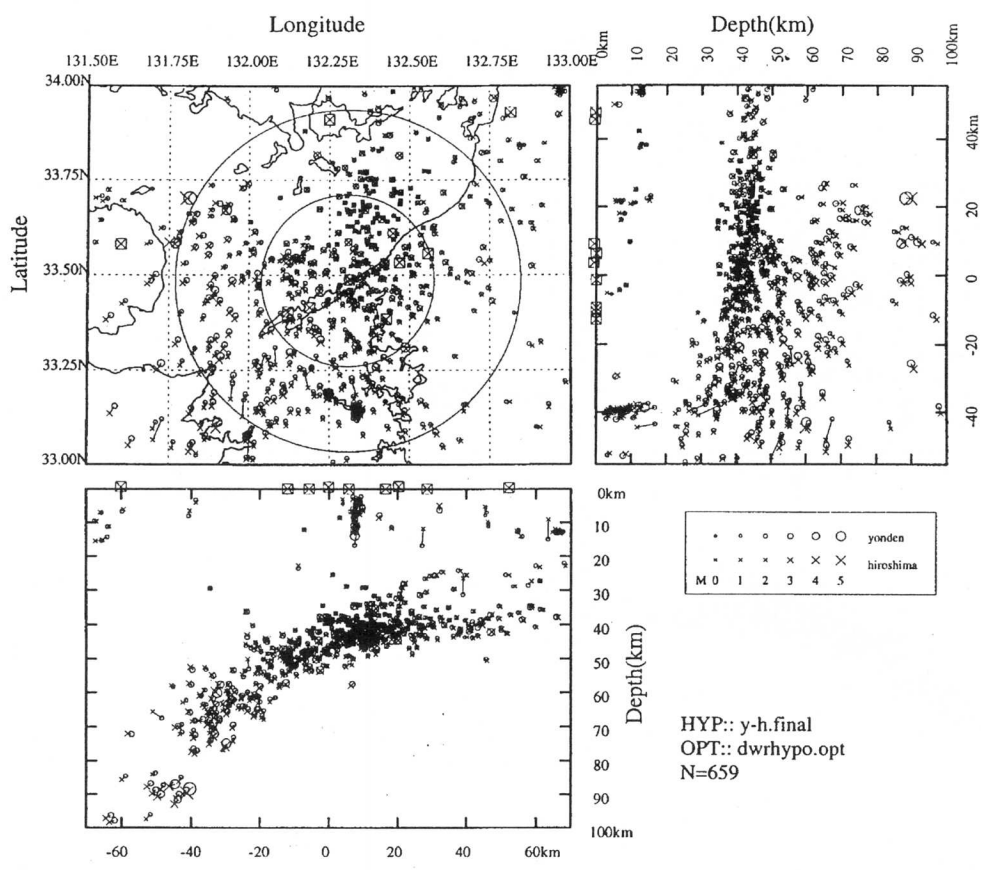 Longitude
131.50E 131.75E 132.00E 132.25E 132.50E 132.75E 133.00E
34.00N
33.75N
33.50N
33.25N
33.00N
Latitude
Depth(km)
0km 10 20 30 40 50 60 70 80 90 100km
40km
20
0
-20
-40
0km
10
20
30
40
50
60
70
80
90
100km
Depth(km)
-60 -40 -20 0 20 40 60km
yonden
hiroshima
M 0 1 2 3 4 5
HYP:: y-h.final
OPT:: dwrhypo.opt
N=659